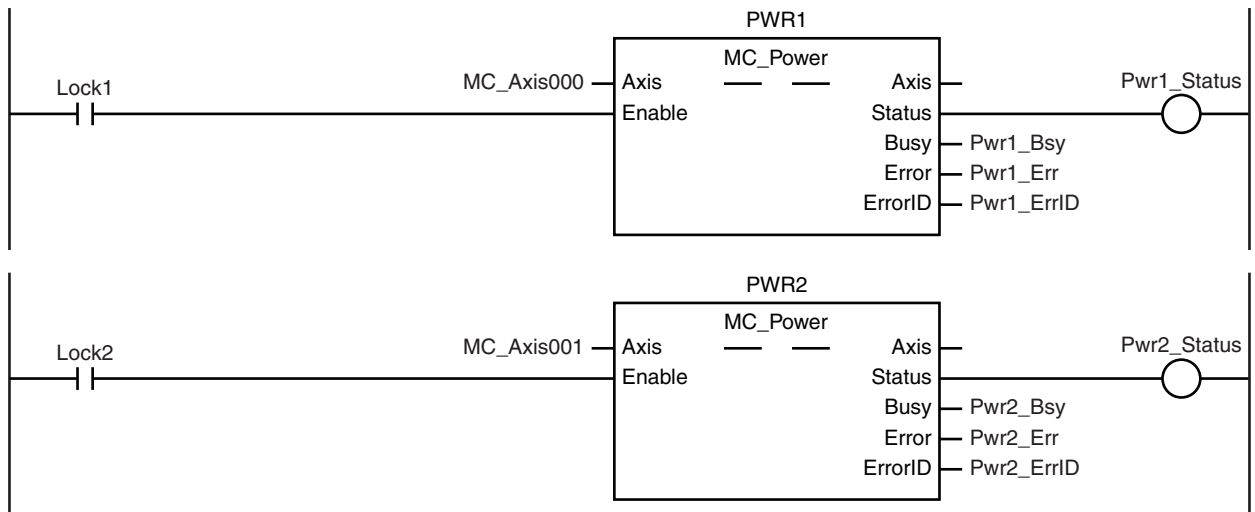 PWR1
MC_Power
MC_Axis000 Axis Axis Pwr1_Status
Lock1
Enable Status
Busy Pwr1_Bsy
Error Pwr1_Err
ErrorID Pwr1_ErrID
PWR2
MC_Power
MC_Axis001 Axis Axis Pwr2_Status
Lock2
Enable Status
Busy Pwr2_Bsy
Error Pwr2_Err
ErrorID Pwr2_ErrID